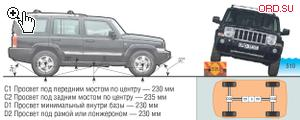 ORD.SU
C1 Просвет под передним мостом по центру — 230 мм
C2 Просвет под задним мостом по центру — 235 мм
D1 Просвет минимальный внутри базы — 230 мм
D2 Просвет под рамой или лонжероном — 230 мм